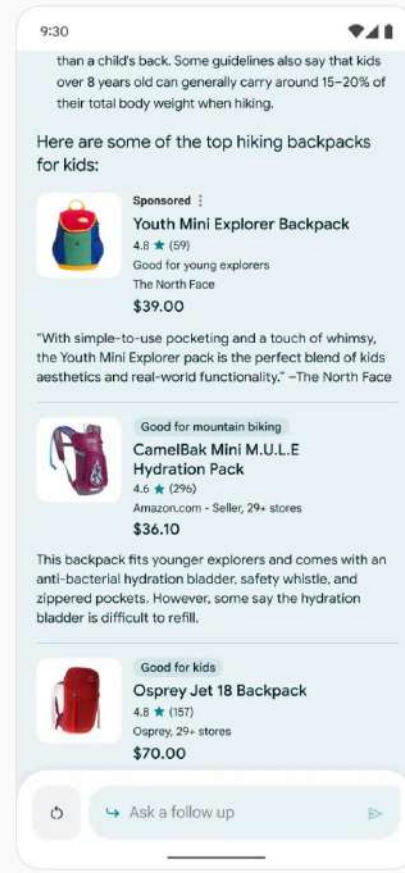 9:30
than a child's back. Some guidelines also say that kids
over 8 years old can generally carry around 15–20% of
their total body weight when hiking.
Here are some of the top hiking backpacks
for kids:
Sponsored
Youth Mini Explorer Backpack
4.8 ★ (59)
Good for young explorers
The North Face
$39.00
"With simple-to-use pocketing and a touch of whimsy,
the Youth Mini Explorer pack is the perfect blend of kids
aesthetics and real-world functionality." –The North Face
Good for mountain biking
CamelBak Mini M.U.L.E
Hydration Pack
4.6 ★ (296)
Amazon.com - Seller, 29+ stores
$36.10
This backpack fits younger explorers and comes with an
anti-bacterial hydration bladder, safety whistle, and
zippered pockets. However, some say the hydration
bladder is difficult to refill.
Good for kids
Osprey Jet 18 Backpack
4.8 ★ (157)
Osprey, 29+ stores
$70.00
Ask a follow up